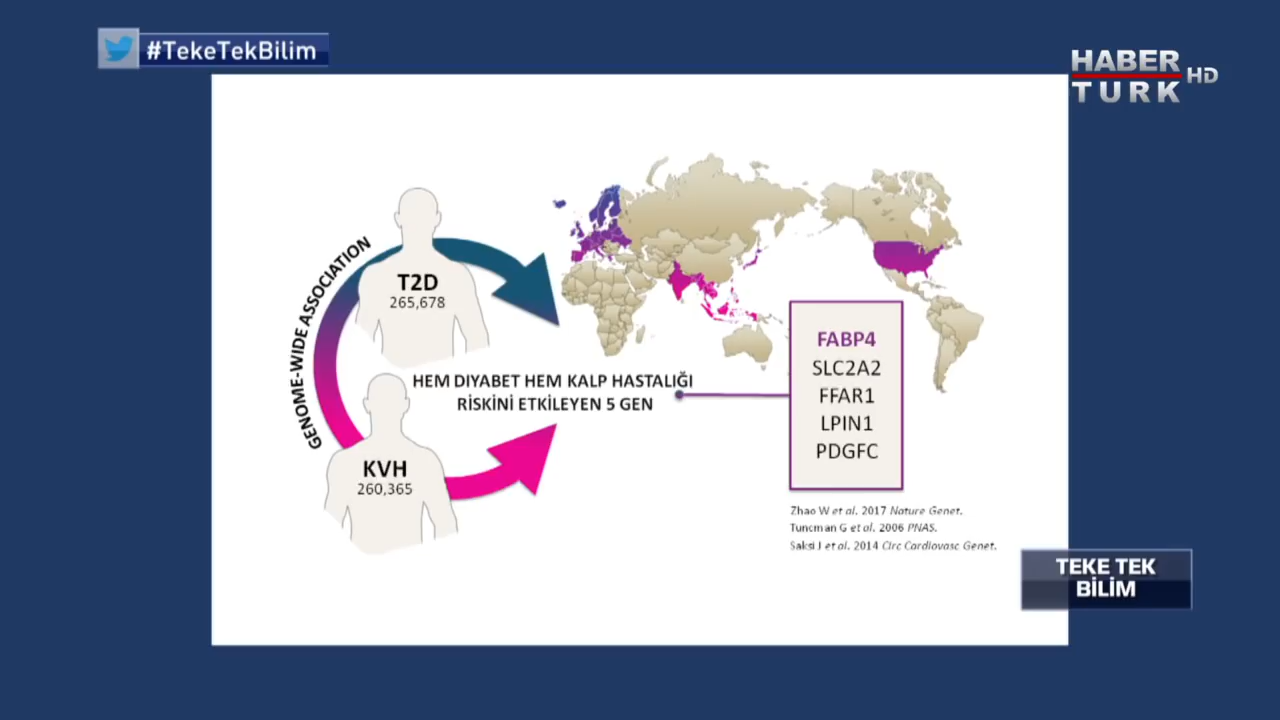 #TekeTekBilim
HABER
TURK HD
GENOME-WIDE ASSOCIATION
T2D
265,678
HEM DIYABET HEM KALP HASTALIĞI
RİSKİNİ ETKİLEYEN 5 GEN
KVH
260,365
FABP4
SLC2A2
FFAR1
LPIN1
PDGFC
Zhao W et al. 2017 Nature Genet.
Tuncman G et al. 2006 PNAS.
Saksi J et al. 2014 Circ Cardiovasc Genet.
TEKE TEK
BİLİM